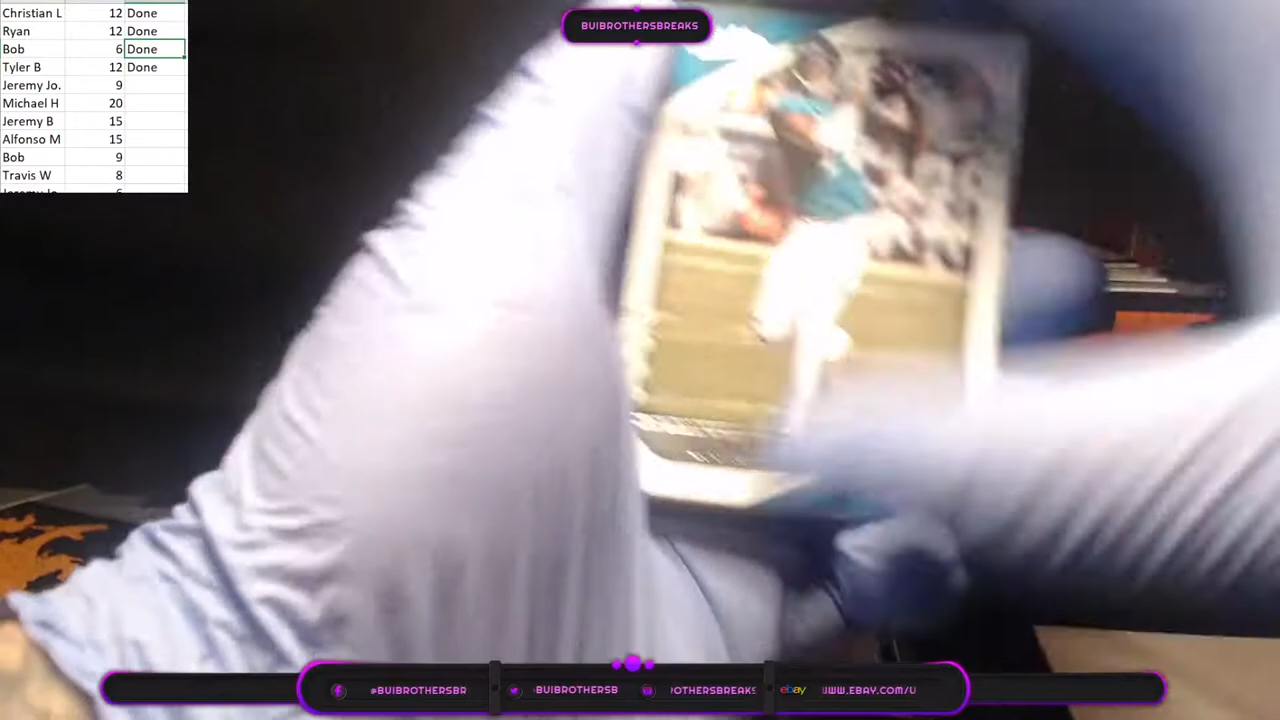 Christian L 12 Done
Ryan 12 Done
Bob 6 Done
Tyler B 12 Done
Jeremy Jo. 9
Michael H 20
Jeremy B 15
Alfonso M 15
Bob 9
Travis W 8
BUIBROTHERSBREAKS
@BUIBROTHERSBR
BUIBROTHERSB
OTHERSBREAKS
ebay
WWW.EBAY.COM/U